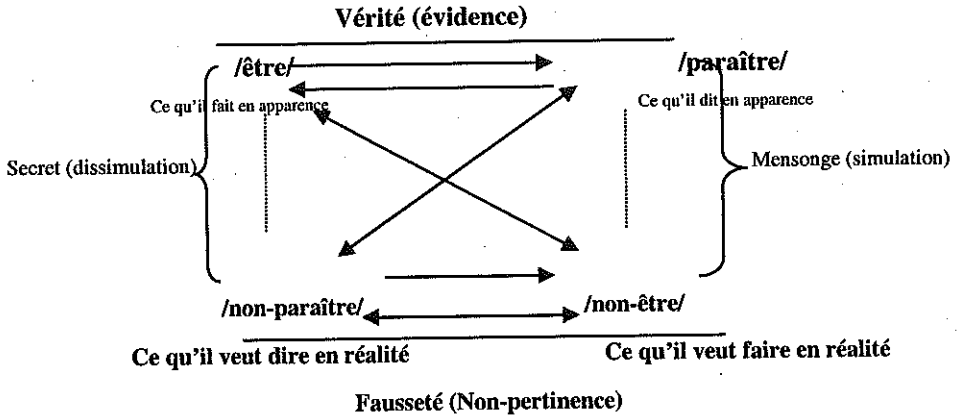 Vérité (évidence)
/être/ /paraître/
Ce qu'il fait en apparence Ce qu'il dit en apparence
Secret (dissimulation) Mensonge (simulation)
/non-paraître/ /non-être/
Ce qu'il veut dire en réalité Ce qu'il veut faire en réalité
Fausseté (Non-pertinence)